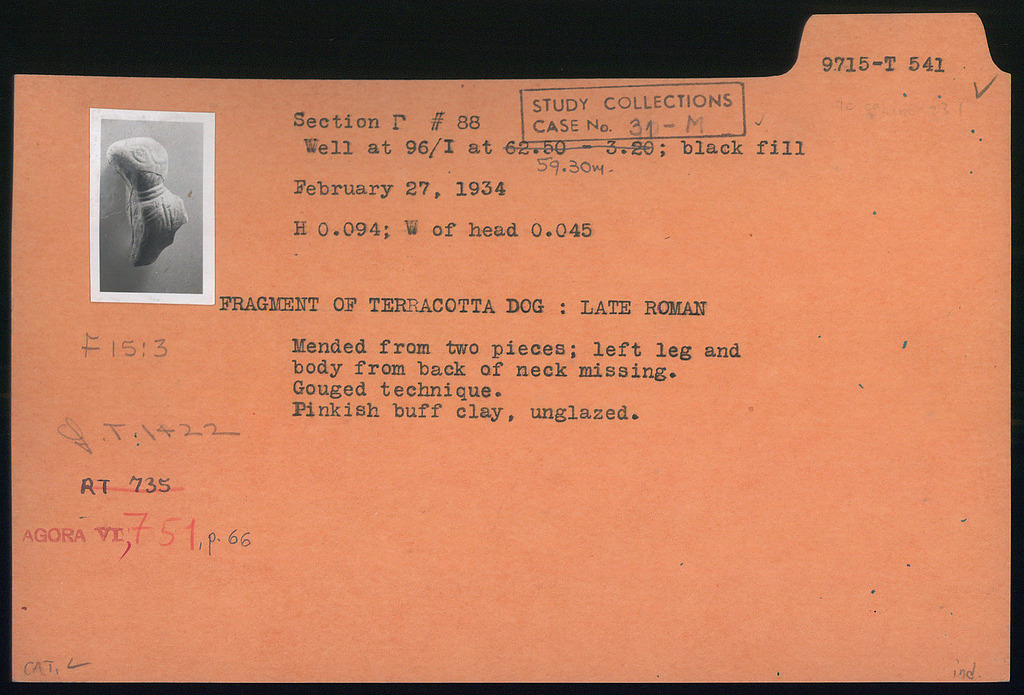 9715-T 541
STUDY COLLECTIONS
CASE No. 31-M
Section Γ # 88
Well at 96/I at 62.50 - 3.20; black fill
59.30m.
February 27, 1934
H 0.094; W of head 0.045
FRAGMENT OF TERRACOTTA DOG : LATE ROMAN
F 15:3
Mended from two pieces; left leg and
body from back of neck missing.
Gouged technique.
Pinkish buff clay, unglazed.
T: 1422
RT 735
AGORA VI, 751, p. 66
CAT.
ind.